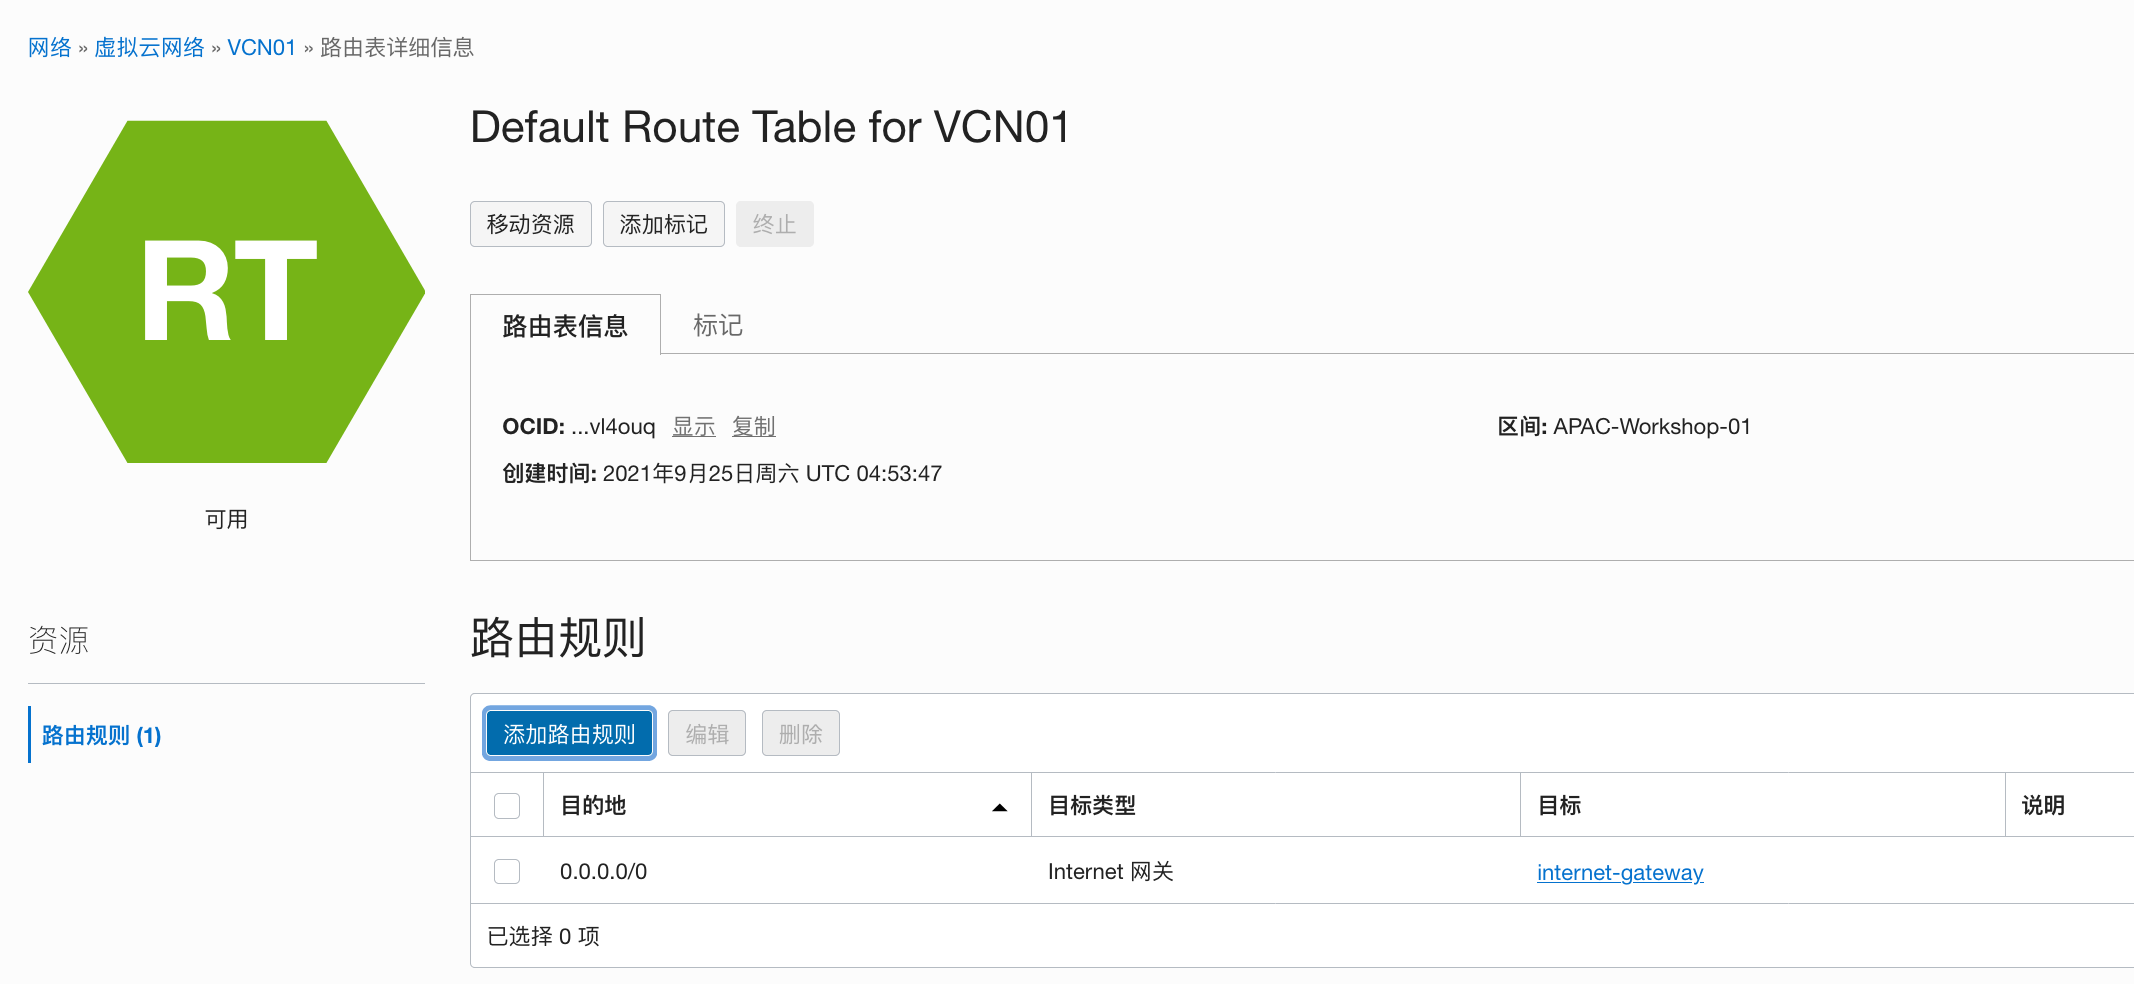 网络 » 虚拟云网络 » VCN01 » 路由表详细信息
RT
可用
Default Route Table for VCN01
移动资源 添加标记 终止
路由表信息 标记
OCID: ...vl4ouq 显示 复制
区间: APAC-Workshop-01
创建时间: 2021年9月25日周六 UTC 04:53:47
资源
路由规则 (1)
路由规则
添加路由规则 编辑 删除
目的地 目标类型 目标 说明
0.0.0.0/0 Internet 网关 internet-gateway
已选择 0 项